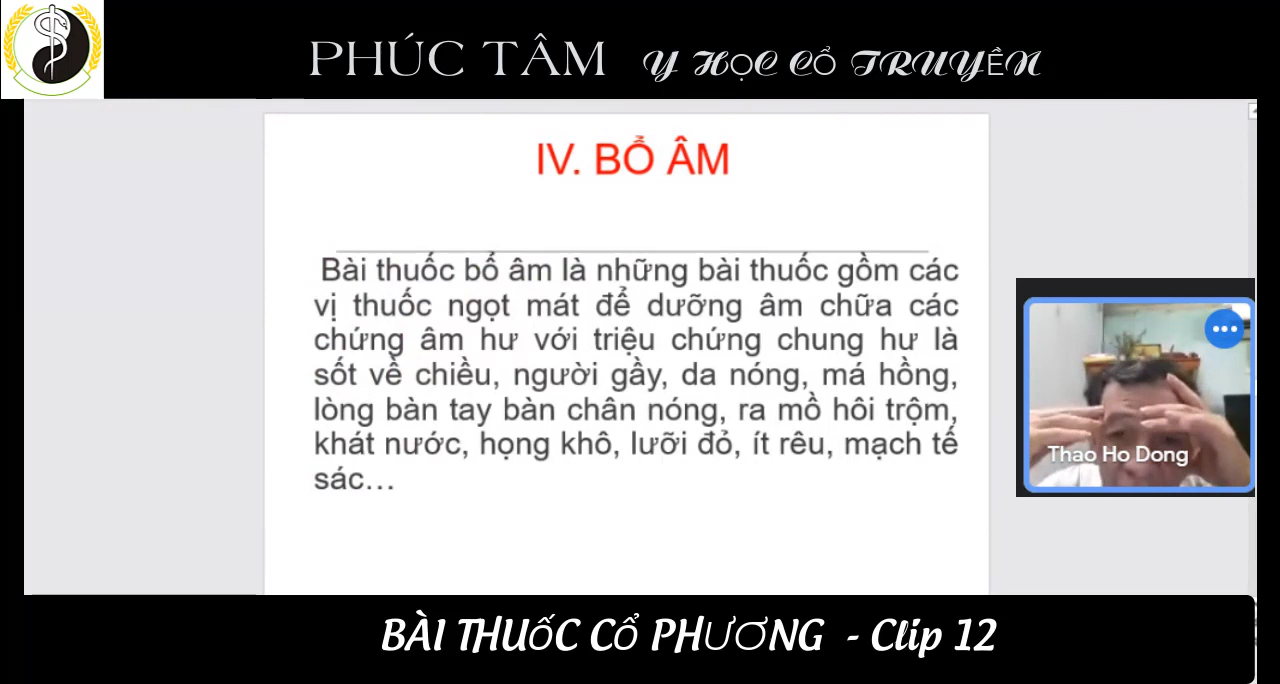 PHÚC TÂM Y HỌC CỔ TRUYỀN
IV. BỔ ÂM
Bài thuốc bổ âm là những bài thuốc gồm các
vị thuốc ngọt mát để dưỡng âm chữa các
chứng âm hư với triệu chứng chung hư là
sốt về chiều, người gầy, da nóng, má hồng,
lòng bàn tay bàn chân nóng, ra mồ hôi trộm,
khát nước, họng khô, lưỡi đỏ, ít rêu, mạch tế
sác...
Thao Ho Dong
BÀI THUỐC CỔ PHƯƠNG - Clip 12